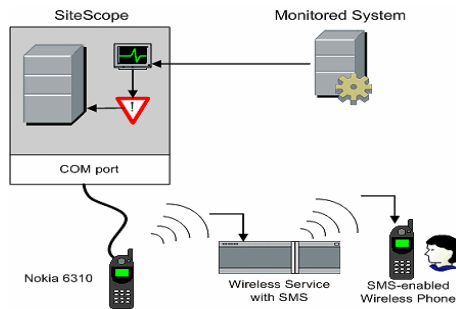 SiteScope
Monitored System
!
COM port
Nokia 6310
Wireless Service
with SMS
SMS-enabled
Wireless Phone